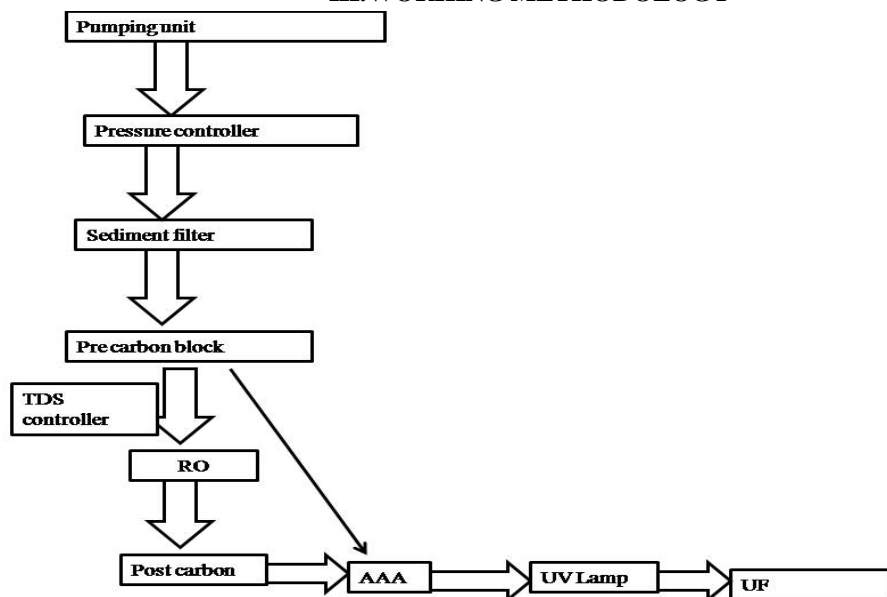 Pumping unit
Pressure controller
Sediment filter
Pre carbon block
TDS
controller
RO
Post carbon
AAA
UV Lamp
UF